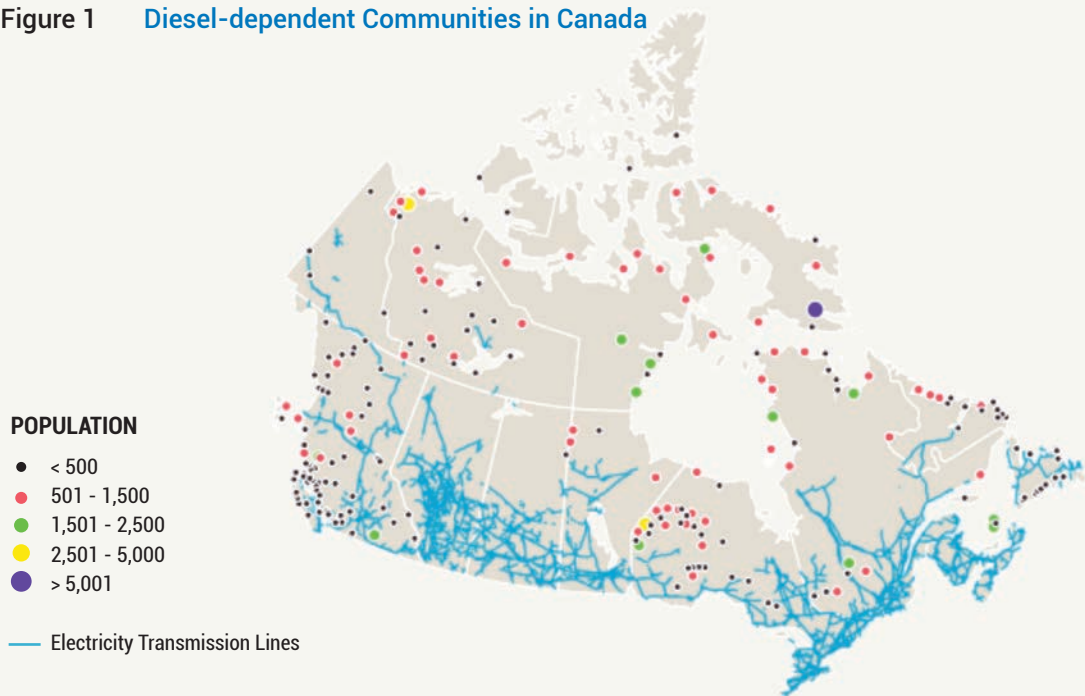 Figure 1 Diesel-dependent Communities in Canada
POPULATION
< 500
501 - 1,500
1,501 - 2,500
2,501 - 5,000
> 5,001
Electricity Transmission Lines